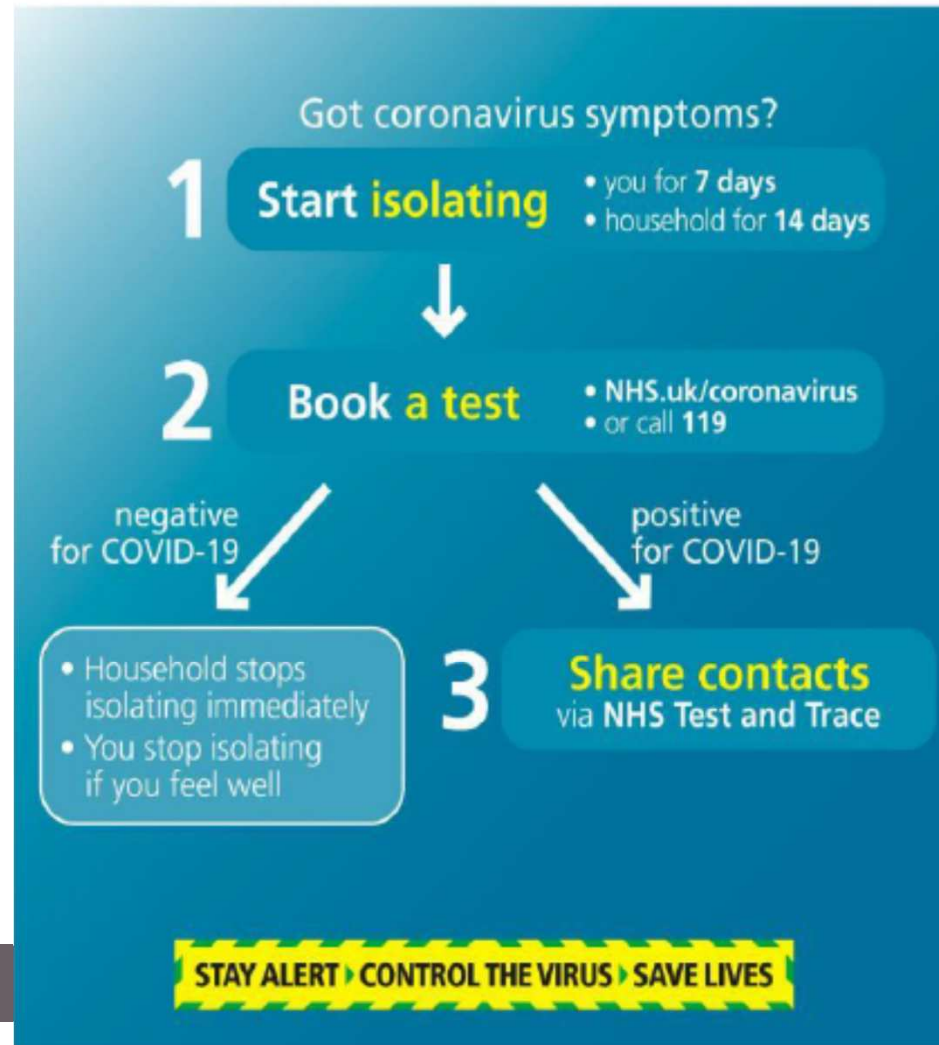 Got coronavirus symptoms?
1
Start isolating
• you for 7 days
• household for 14 days
2
Book a test
• NHS.uk/coronavirus
• or call 119
negative
for COVID-19
positive
for COVID-19
• Household stops
isolating immediately
• You stop isolating
if you feel well
3
Share contacts
via NHS Test and Trace
STAY ALERT CONTROL THE VIRUS SAVE LIVES